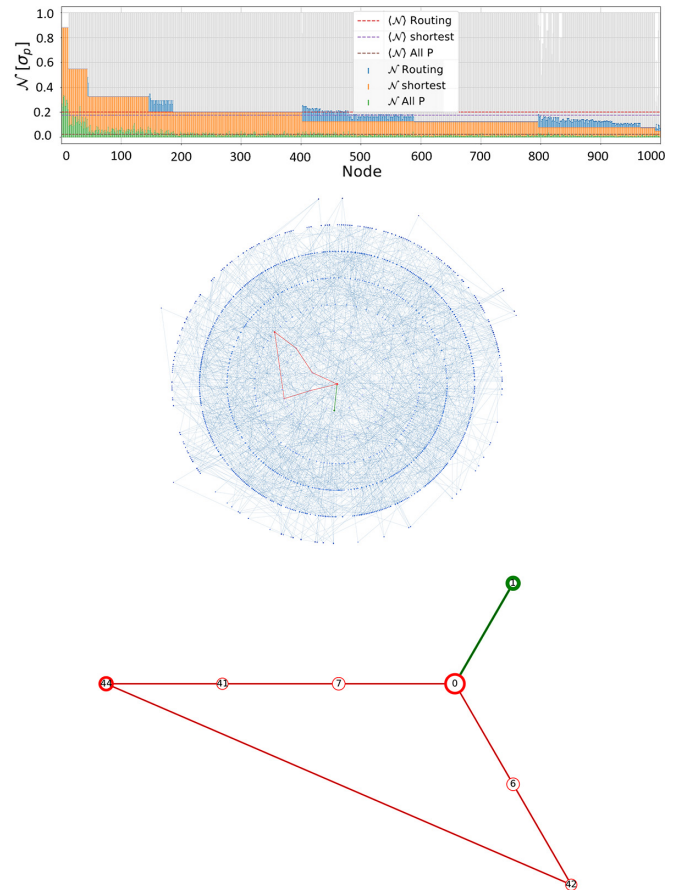 1.0
0.8
0.6
0.4
0.2
0.0
𝒩 [σₚ]
⟨𝒩⟩ Routing
⟨𝒩⟩ shortest
⟨𝒩⟩ All P
𝒩 Routing
𝒩 shortest
𝒩 All P
0 100 200 300 400 500 600 700 800 900 1000
Node
1
44 41 7 0
6
42